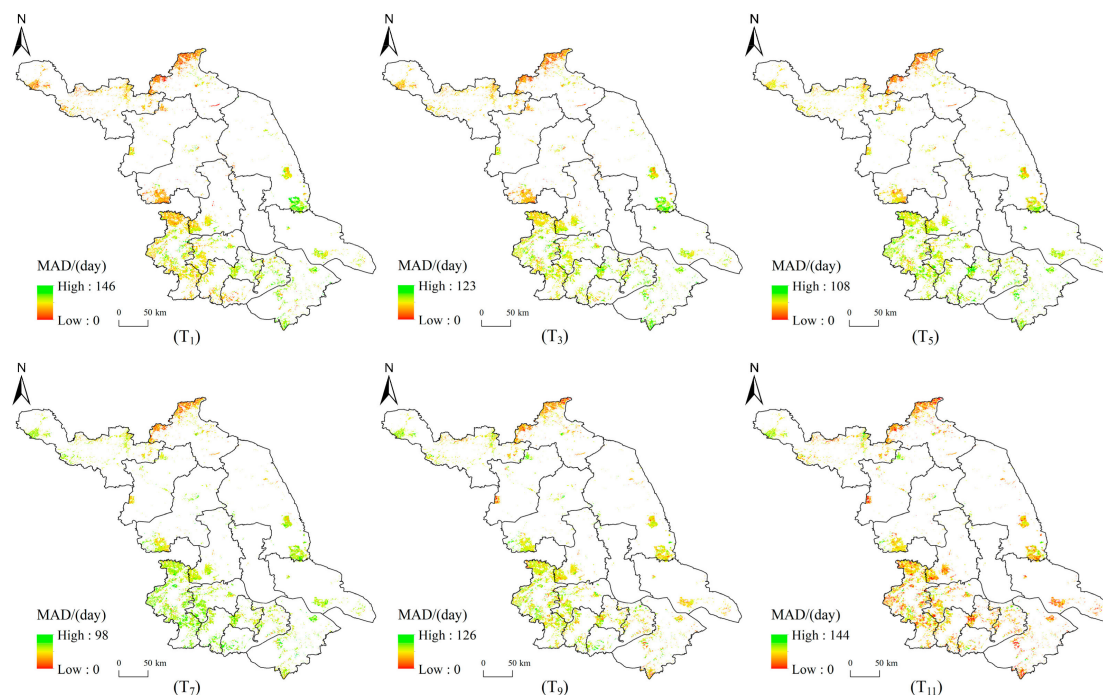 N
N
N
MAD/(day)
High : 146
Low : 0
0
50 km
(T1)
MAD/(day)
High : 123
Low : 0
0
50 km
(T3)
MAD/(day)
High : 108
Low : 0
0
50 km
(T5)
N
N
N
MAD/(day)
High : 98
Low : 0
0
50 km
(T7)
MAD/(day)
High : 126
Low : 0
0
50 km
(T9)
MAD/(day)
High : 144
Low : 0
0
50 km
(T11)